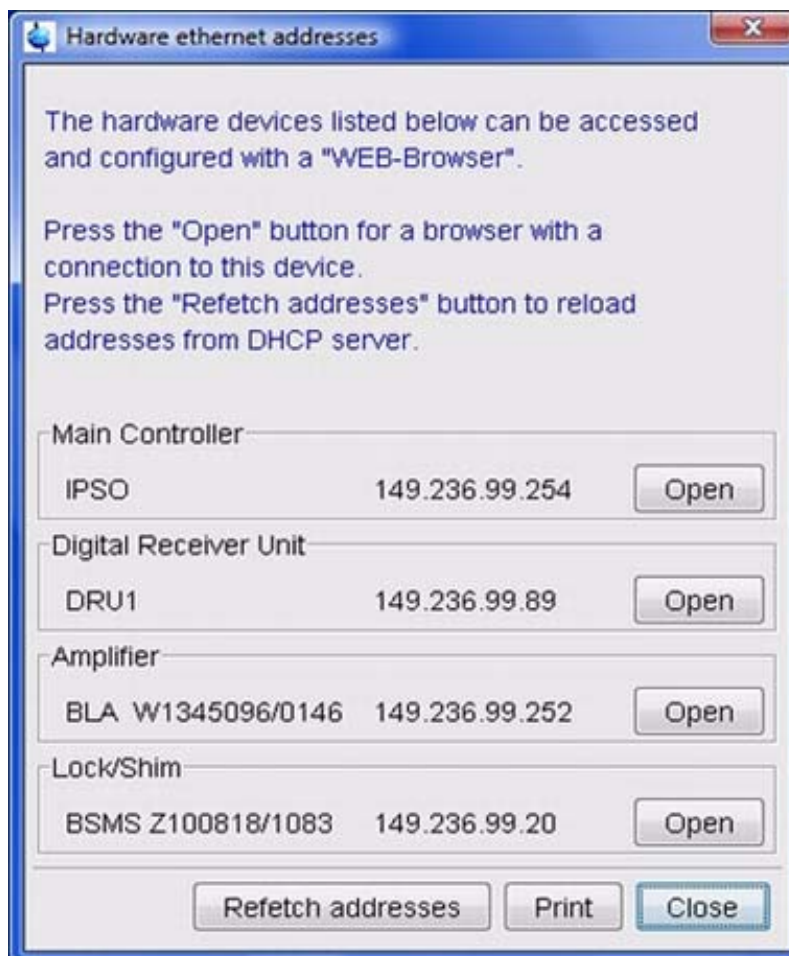 Hardware ethernet addresses
The hardware devices listed below can be accessed
and configured with a "WEB-Browser".
Press the "Open" button for a browser with a
connection to this device.
Press the "Refetch addresses" button to reload
addresses from DHCP server.
Main Controller
IPSO 149.236.99.254 Open
Digital Receiver Unit
DRU1 149.236.99.89 Open
Amplifier
BLA W1345096/0146 149.236.99.252 Open
Lock/Shim
BSMS Z100818/1083 149.236.99.20 Open
Refetch addresses Print Close